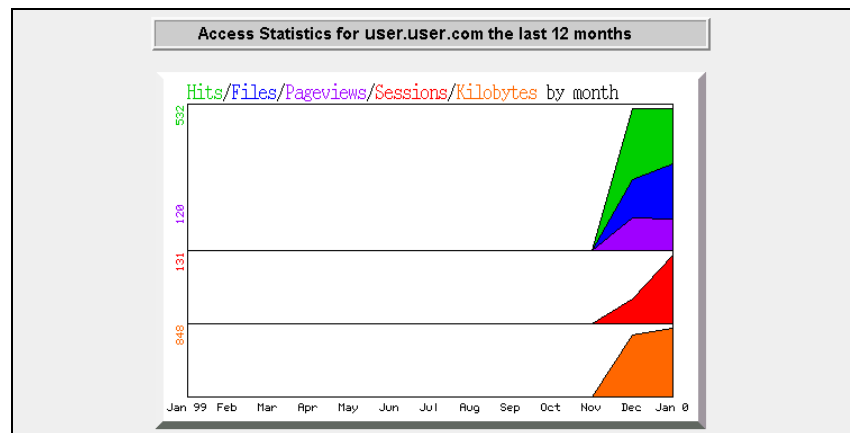 Access Statistics for user.user.com the last 12 months
Hits/Files/Pageviews/Sessions/Kilobytes by month
532
120
131
848
Jan 99 Feb Mar Apr May Jun Jul Aug Sep Oct Nov Dec Jan 0